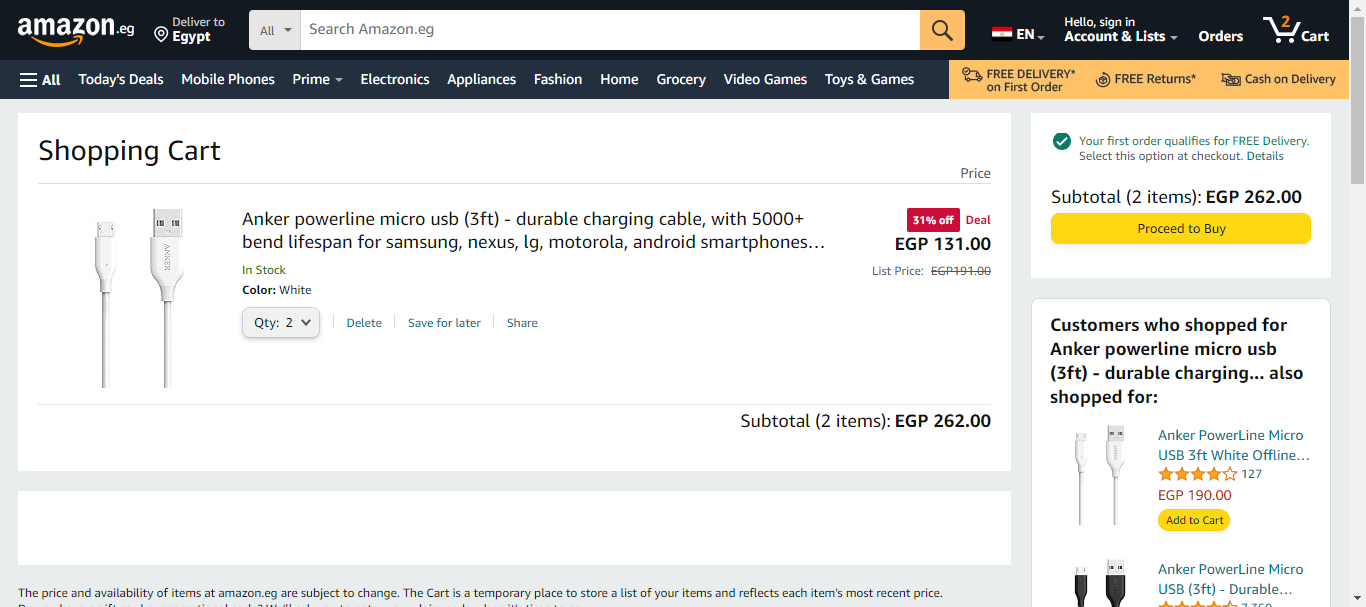 amazon.eg
Deliver to
Egypt
All
Search Amazon.eg
EN
Hello, sign in
Account & Lists
Orders
2
Cart
All
Today's Deals
Mobile Phones
Prime
Electronics
Appliances
Fashion
Home
Grocery
Video Games
Toys & Games
FREE DELIVERY*
on First Order
FREE Returns*
Cash on Delivery
Shopping Cart
Price
ANKER
Anker powerline micro usb (3ft) - durable charging cable, with 5000+
bend lifespan for samsung, nexus, lg, motorola, android smartphones…
In Stock
Color: White
Qty: 2
Delete
Save for later
Share
31% off Deal
EGP 131.00
List Price: EGP191.00
Subtotal (2 items): EGP 262.00
Your first order qualifies for FREE Delivery.
Select this option at checkout. Details
Subtotal (2 items): EGP 262.00
Proceed to Buy
Customers who shopped for
Anker powerline micro usb
(3ft) - durable charging... also
shopped for:
Anker PowerLine Micro
USB 3ft White Offline…
127
EGP 190.00
Add to Cart
Anker PowerLine Micro
USB (3ft) - Durable…
The price and availability of items at amazon.eg are subject to change. The Cart is a temporary place to store a list of your items and reflects each item's most recent price.